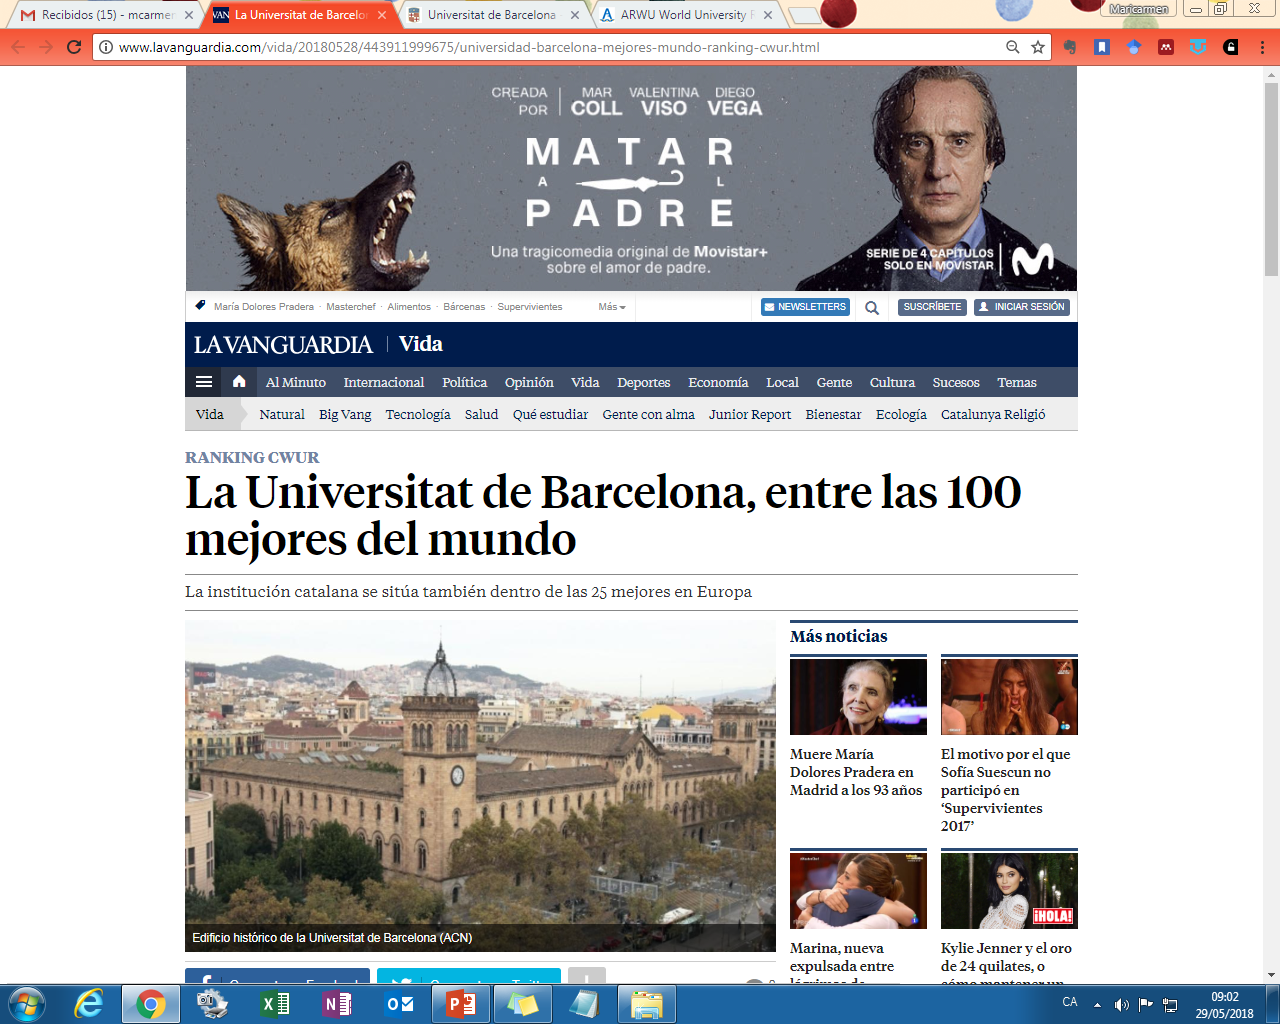 Recibidos (15) - mcarmen
La Universitat de Barcelon
Universitat de Barcelona
ARWU World University R
Maricarmen
www.lavanguardia.com/vida/20180528/443911999675/universidad-barcelona-mejores-mundo-ranking-cwur.html
CREADA POR
MAR COLL
VALENTINA VISO
DIEGO VEGA
MATAR
AL
PADRE
Una tragicomedia original de Movistar+
sobre el amor de padre.
SERIE DE 4 CAPÍTULOS
SOLO EN MOVISTAR
María Dolores Pradera · Masterchef · Alimentos · Bárcenas · Supervivientes
Más
NEWSLETTERS
SUSCRÍBETE
INICIAR SESIÓN
LA VANGUARDIA | Vida
Al Minuto Internacional Política Opinión Vida Deportes Economía Local Gente Cultura Sucesos Temas
Vida Natural Big Vang Tecnología Salud Qué estudiar Gente con alma Junior Report Bienestar Ecología Catalunya Religió
RANKING CWUR
La Universitat de Barcelona, entre las 100
mejores del mundo
La institución catalana se sitúa también dentro de las 25 mejores en Europa
Edificio histórico de la Universitat de Barcelona (ACN)
Más noticias
Muere María
Dolores Pradera en
Madrid a los 93 años
El motivo por el que
Sofía Suescun no
participó en
‘Supervivientes
2017’
¡HOLA!
Marina, nueva
expulsada entre
Kylie Jenner y el oro
de 24 quilates, o
CA
09:02
29/05/2018